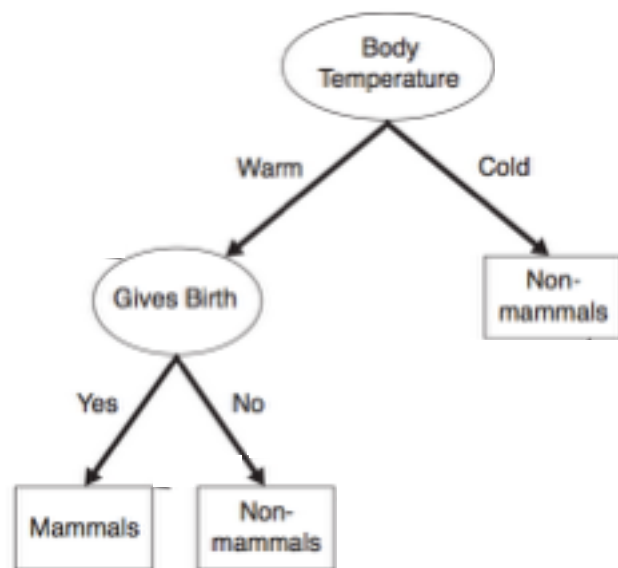 Body
Temperature
Warm
Cold
Gives Birth
Non-
mammals
Yes
No
Mammals
Non-
mammals